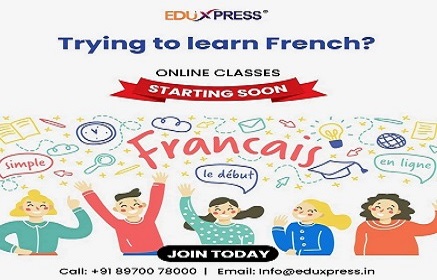 EDUXPRESS®
Trying to learn French?
ONLINE CLASSES
STARTING SOON
simple
Francais
le début
en ligne
JOIN TODAY
Call: +91 89700 78000 | Email: Info@eduxpress.in